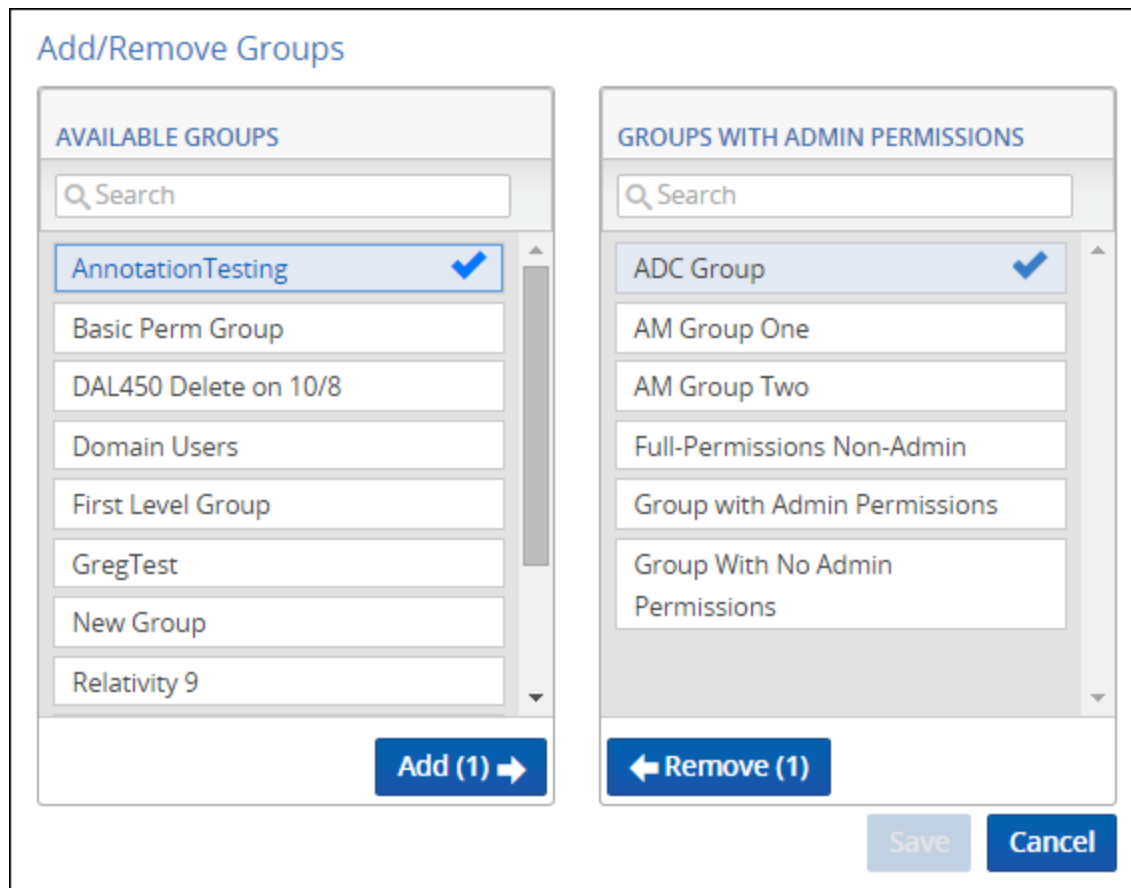 Add/Remove Groups
AVAILABLE GROUPS
Search
AnnotationTesting
Basic Perm Group
DAL450 Delete on 10/8
Domain Users
First Level Group
GregTest
New Group
Relativity 9
Add (1)
GROUPS WITH ADMIN PERMISSIONS
Search
ADC Group
AM Group One
AM Group Two
Full-Permissions Non-Admin
Group with Admin Permissions
Group With No Admin
Permissions
Remove (1)
Save
Cancel